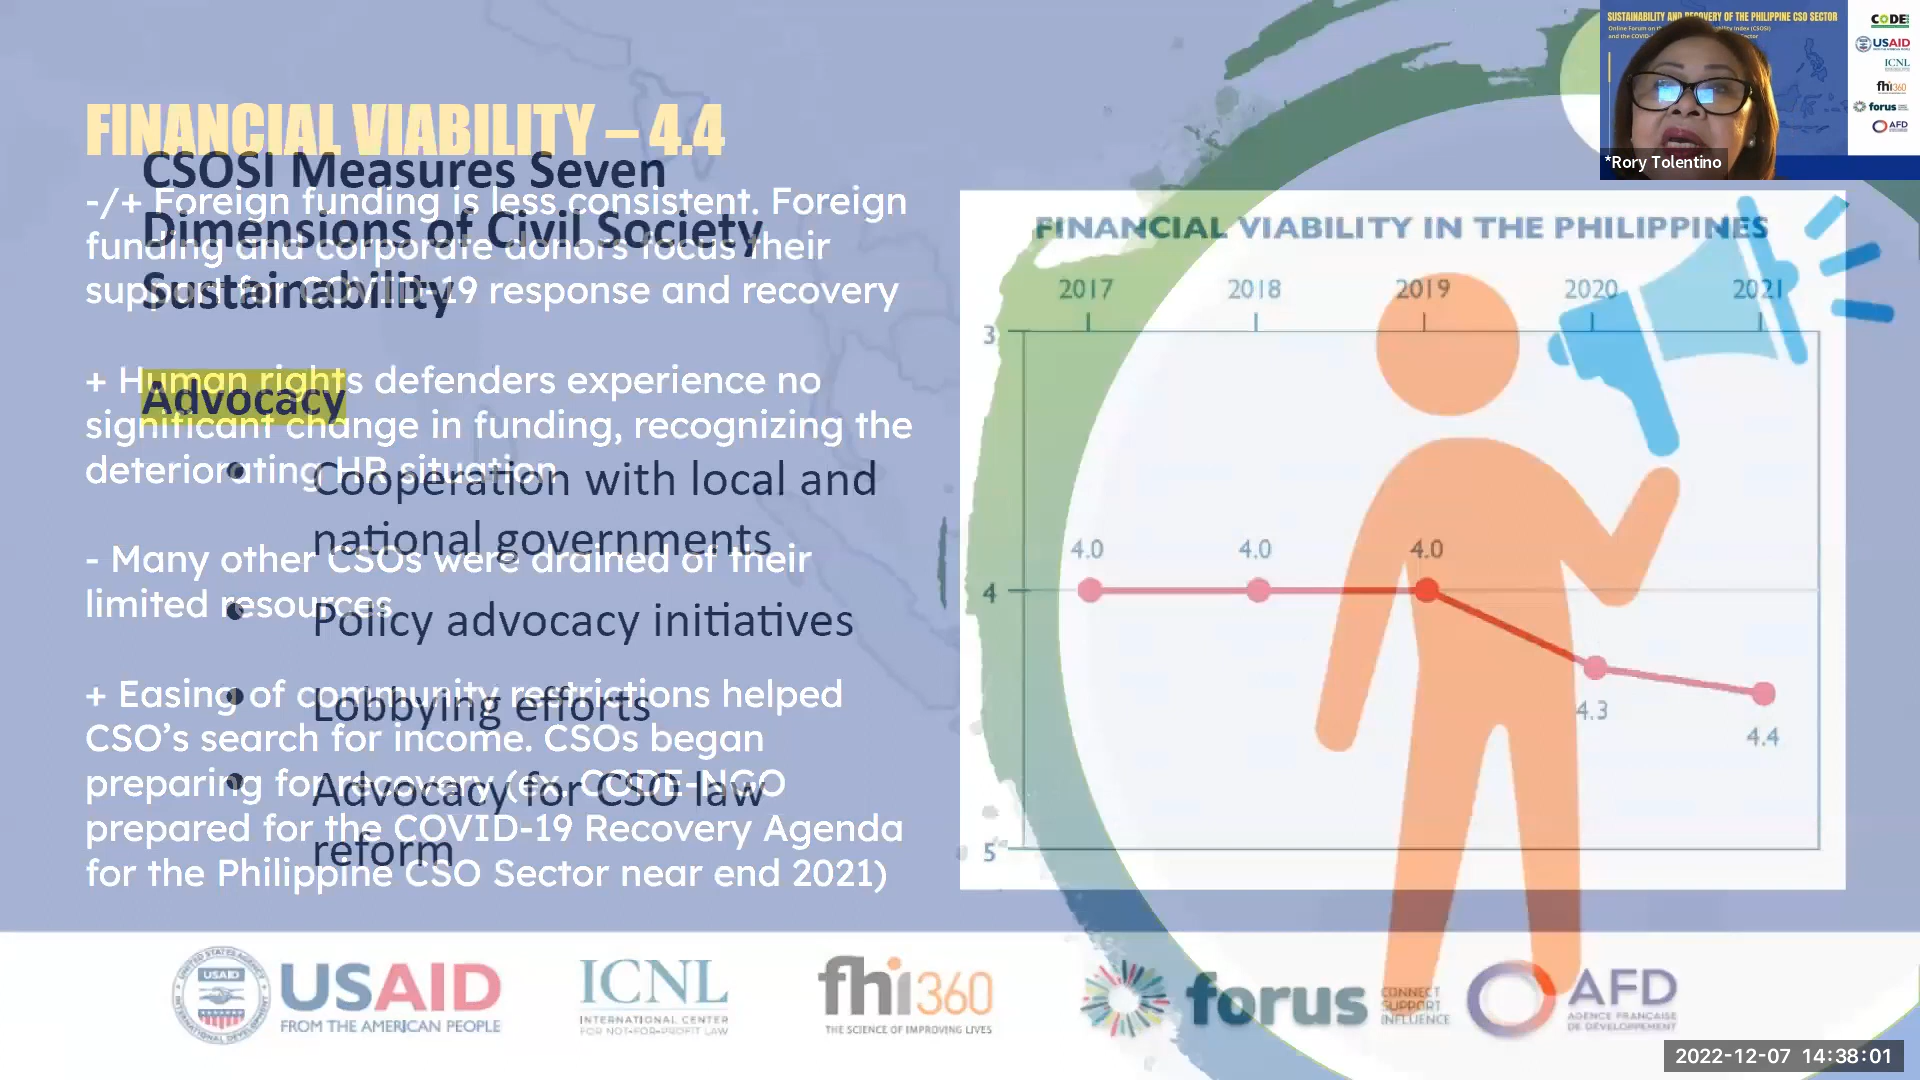 FINANCIAL VIABILITY – 4.4
-/+ Foreign funding is less consistent. Foreign
funding and corporate donors focus their
support for COVID-19 response and recovery
+ Human rights defenders experience no
significant change in funding, recognizing the
deteriorating HR situation
- Many other CSOs were drained of their
limited resources
+ Easing of community restrictions helped
CSO's search for income. CSOs began
preparing for recovery (ex. CODE-NGO
prepared for the COVID-19 Recovery Agenda
for the Philippine CSO Sector near end 2021)
CSOSI Measures Seven
Dimensions of Civil Society
Sustainability
Advocacy
• Cooperation with local and
national governments
• Policy advocacy initiatives
• Lobbying efforts
• Advocacy for CSO law
reform
FINANCIAL VIABILITY IN THE PHILIPPINES
2017 2018 2019 2020 2021
3
4.0 4.0 4.0
4
4.3
4.4
5
SUSTAINABILITY AND RECOVERY OF THE PHILIPPINE CSO SECTOR
CODE
USAID
ICNL
fhi360
forus
AFD
*Rory Tolentino
USAID
USAID
FROM THE AMERICAN PEOPLE
ICNL
INTERNATIONAL CENTER
FOR NOT-FOR-PROFIT LAW
fhi360
THE SCIENCE OF IMPROVING LIVES
forus
CONNECT
SUPPORT
INFLUENCE
AFD
AGENCE FRANÇAISE
DE DÉVELOPPEMENT
2022-12-07 14:38:01